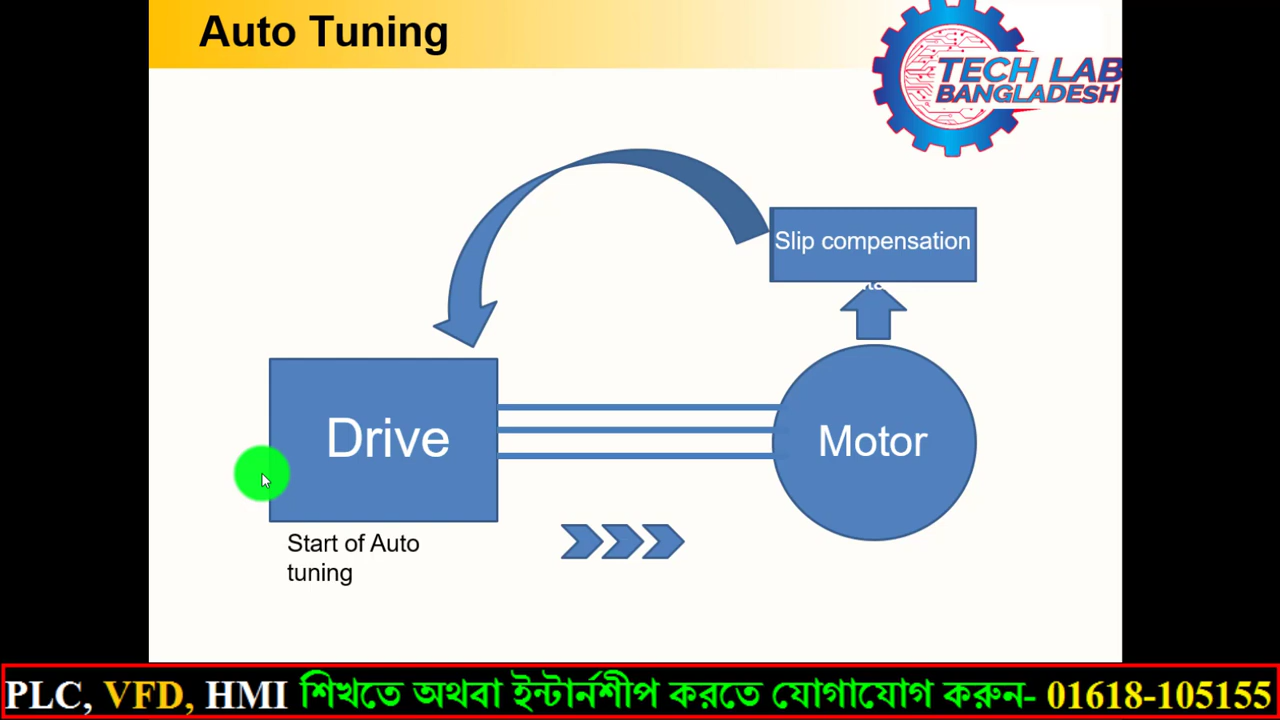 Auto Tuning
TECH LAB
BANGLADESH
Slip compensation
Drive
Motor
Start of Auto
tuning
PLC, VFD, HMI শিখতে অথবা ইন্টার্নশীপ করতে যোগাযোগ করুন- 01618-105155